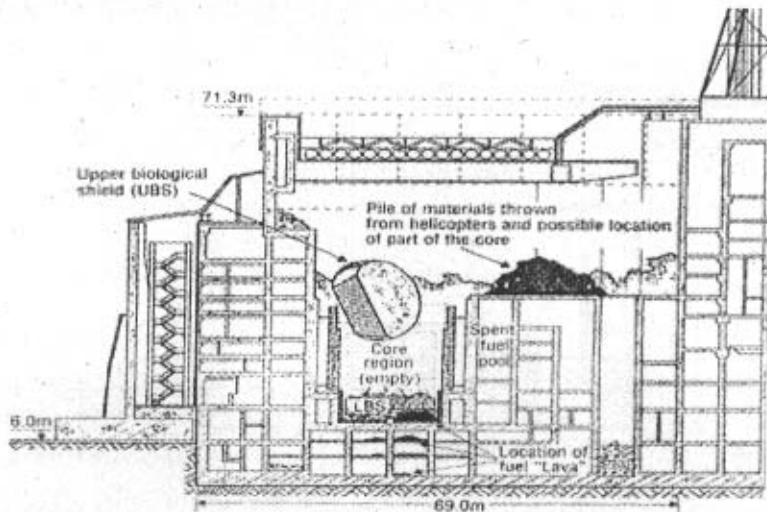 71.3m
Upper biological
shield (UBS)
Pile of materials thrown
from helicopters and possible location
of part of the core
Core
region
(empty)
Spent
fuel
pool
LBS
6.0m
Location of
fuel "Lava"
69.0m